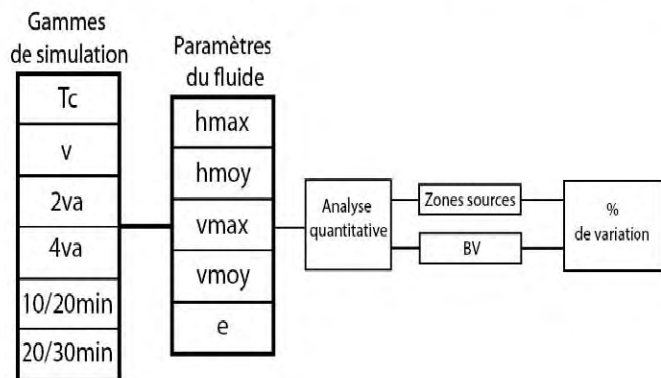 Gammes
de simulation
Tc
v
2va
4va
10/20min
20/30min
Paramètres
du fluide
hmax
hmoy
vmax
vmoy
e
Analyse
quantitative
Zones sources
BV
%
de variation